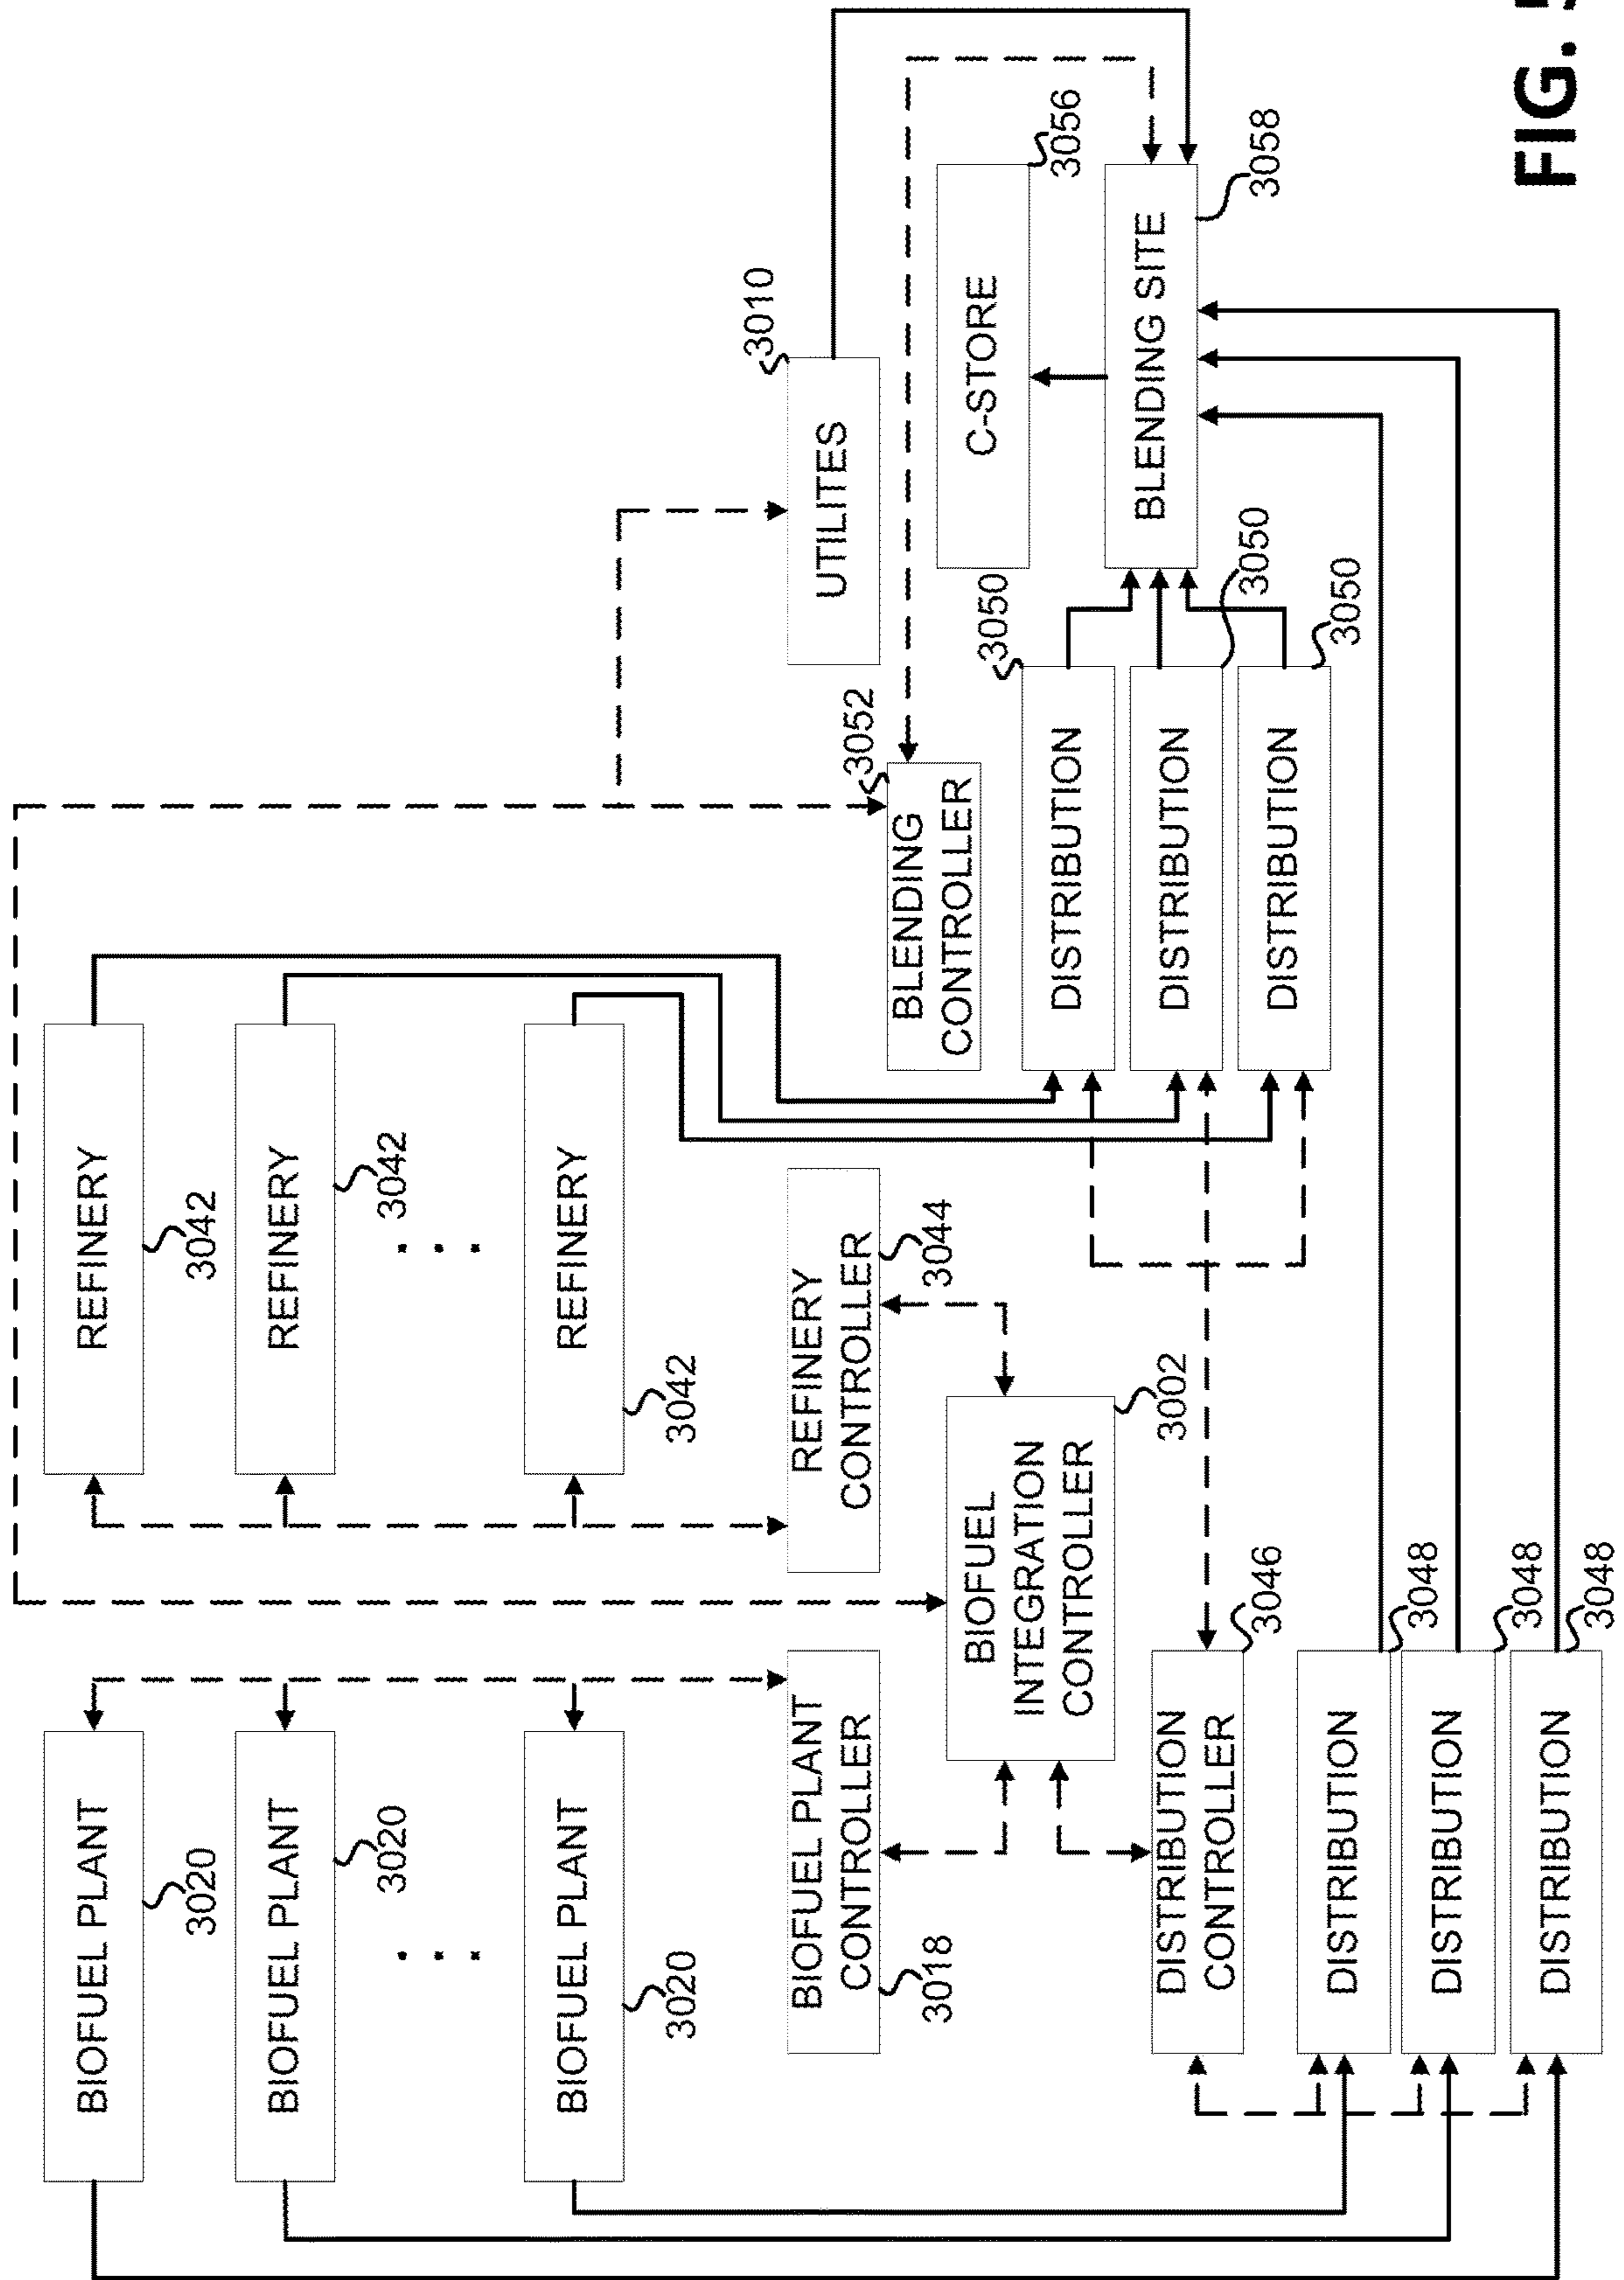 BIOFUEL PLANT
3020
BIOFUEL PLANT
3020
BIOFUEL PLANT
3020
REFINERY
3042
REFINERY
3042
REFINERY
3042
BIOFUEL PLANT
CONTROLLER
3018
REFINERY
CONTROLLER
3044
BIOFUEL
INTEGRATION
CONTROLLER
3002
UTILITES
3010
BLENDING
CONTROLLER
3052
DISTRIBUTION
CONTROLLER
3046
DISTRIBUTION
3048
DISTRIBUTION
3048
DISTRIBUTION
3048
DISTRIBUTION
3050
DISTRIBUTION
3050
DISTRIBUTION
3050
C-STORE
3056
BLENDING SITE
3058
FIG.